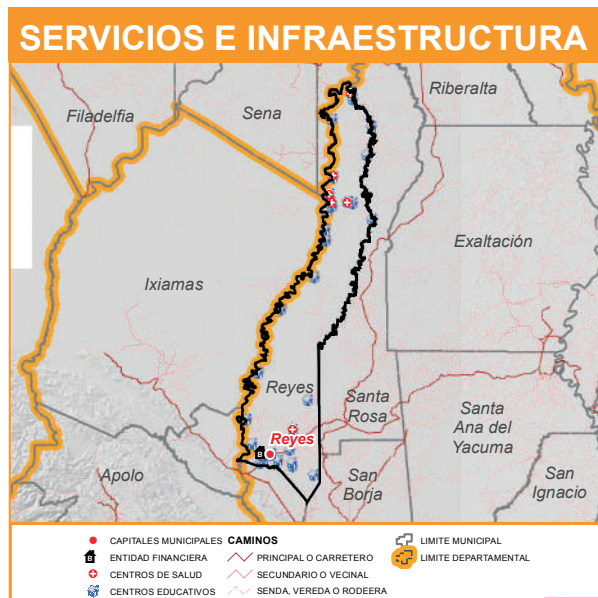 SERVICIOS E INFRAESTRUCTURA
Riberalta
Filadelfia
Sena
Exaltación
Ixiamas
Reyes
Santa
Rosa
Santa
Ana del
Yacuma
Reyes
B
Apolo
San
Borja
San
Ignacio
CAPITALES MUNICIPALES
ENTIDAD FINANCIERA
CENTROS DE SALUD
CENTROS EDUCATIVOS
CAMINOS
PRINCIPAL O CARRETERO
SECUNDARIO O VECINAL
SENDA, VEREDA O RODEERA
LIMITE MUNICIPAL
LIMITE DEPARTAMENTAL
B